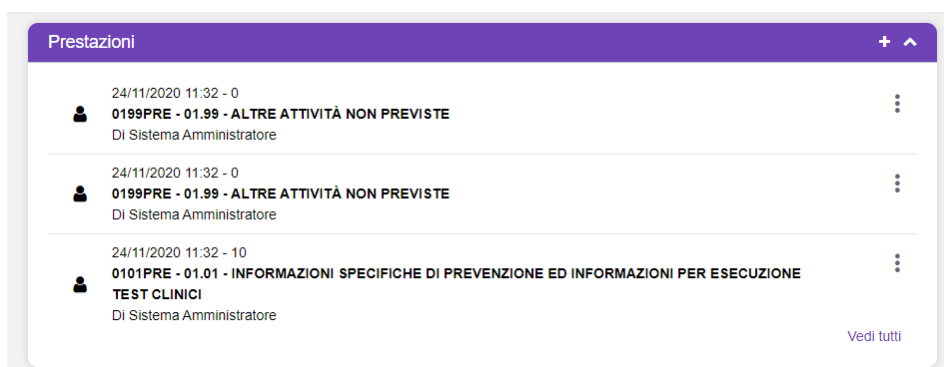 Prestazioni
24/11/2020 11:32 - 0
0199PRE - 01.99 - ALTRE ATTIVITÀ NON PREVISTE
Di Sistema Amministratore
24/11/2020 11:32 - 0
0199PRE - 01.99 - ALTRE ATTIVITÀ NON PREVISTE
Di Sistema Amministratore
24/11/2020 11:32 - 10
0101PRE - 01.01 - INFORMAZIONI SPECIFICHE DI PREVENZIONE ED INFORMAZIONI PER ESECUZIONE
TEST CLINICI
Di Sistema Amministratore
Vedi tutti